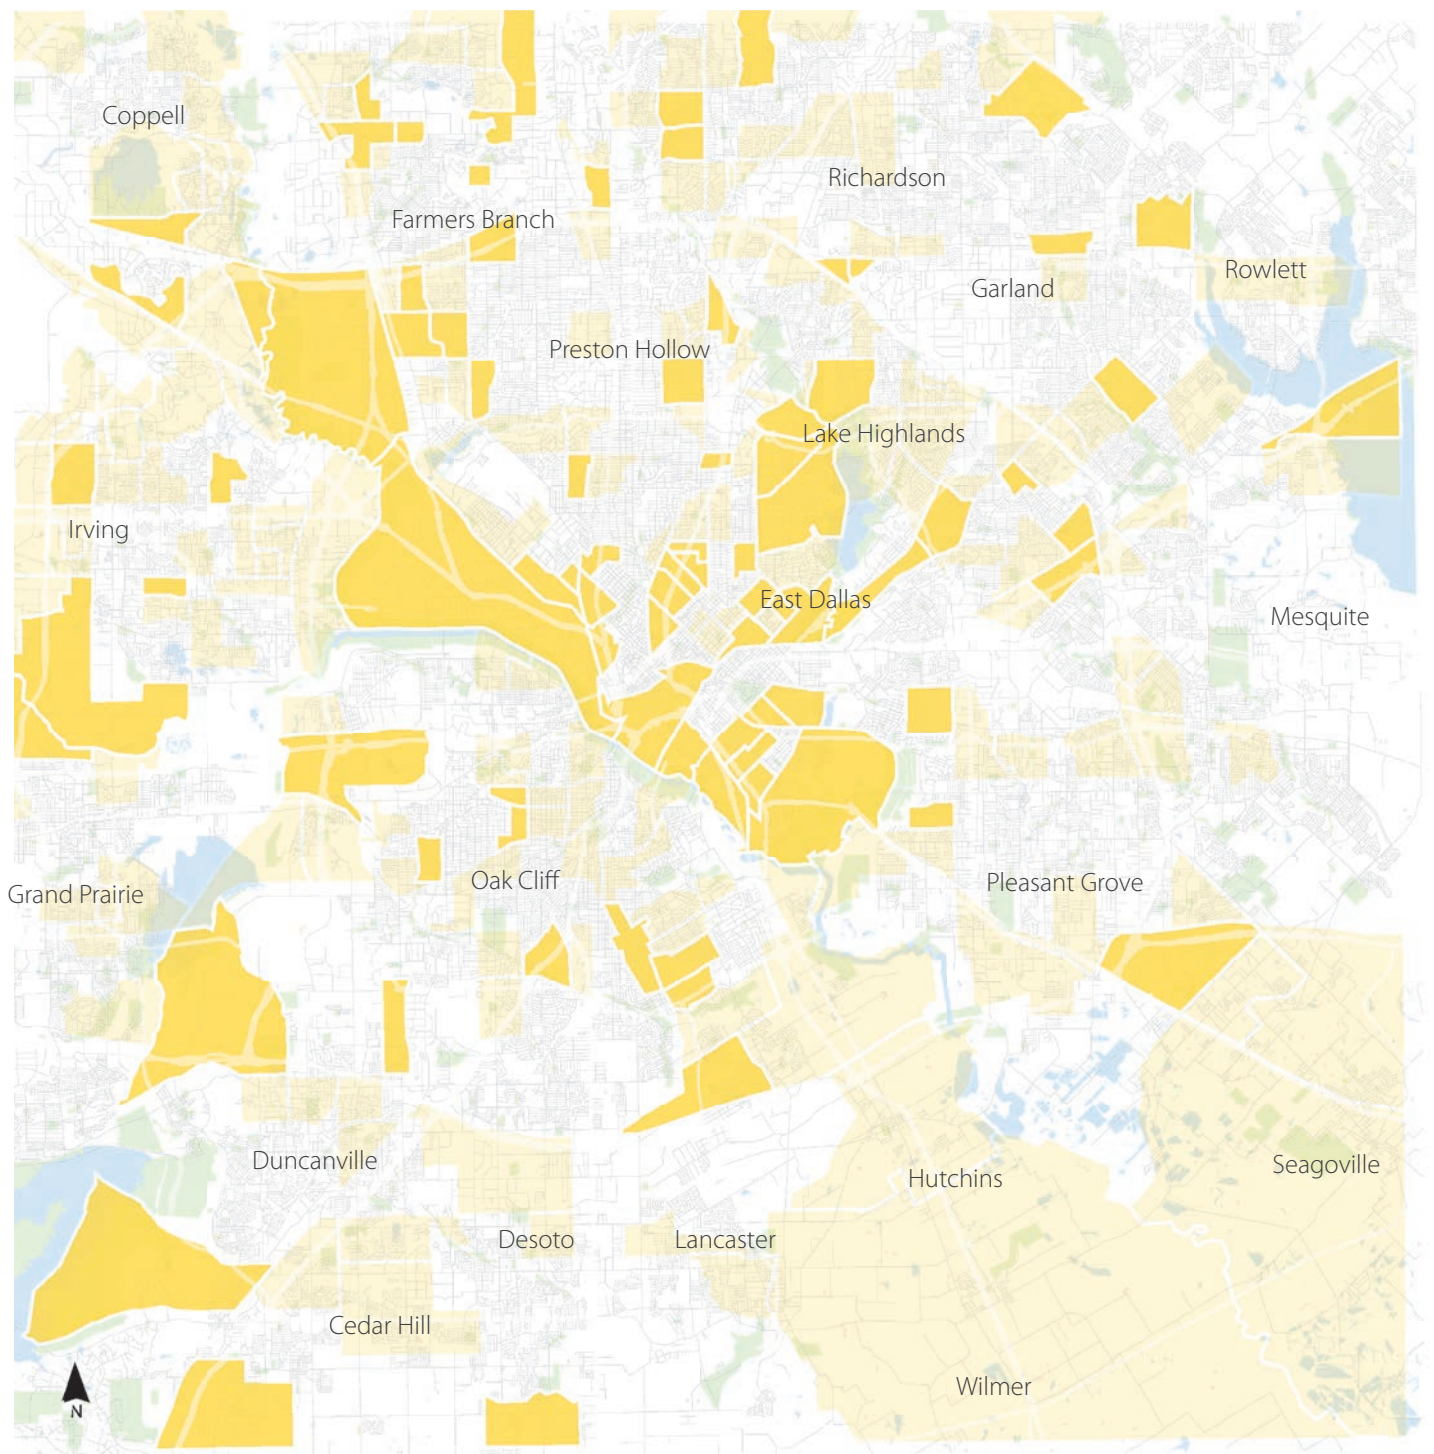 Coppell
Richardson
Farmers Branch
Rowlett
Garland
Preston Hollow
Lake Highlands
Irving
East Dallas
Mesquite
Oak Cliff
Pleasant Grove
Grand Prairie
Duncanville
Seagoville
Hutchins
Desoto
Lancaster
Cedar Hill
Wilmer
N